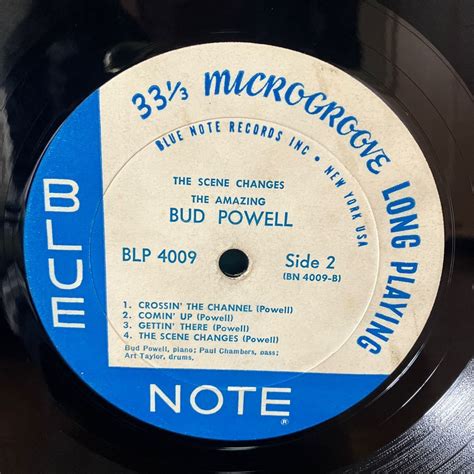 33⅓ MICROGROOVE LONG PLAYING
BLUE NOTE RECORDS INC • NEW YORK USA
THE SCENE CHANGES
THE AMAZING
BUD POWELL
BLP 4009
Side 2
(BN 4009-B)
1. CROSSIN' THE CHANNEL (Powell)
2. COMIN' UP (Powell)
3. GETTIN' THERE (Powell)
4. THE SCENE CHANGES (Powell)
Bud Powell, piano; Paul Chambers, bass;
Art Taylor, drums.
BLUE
NOTE®